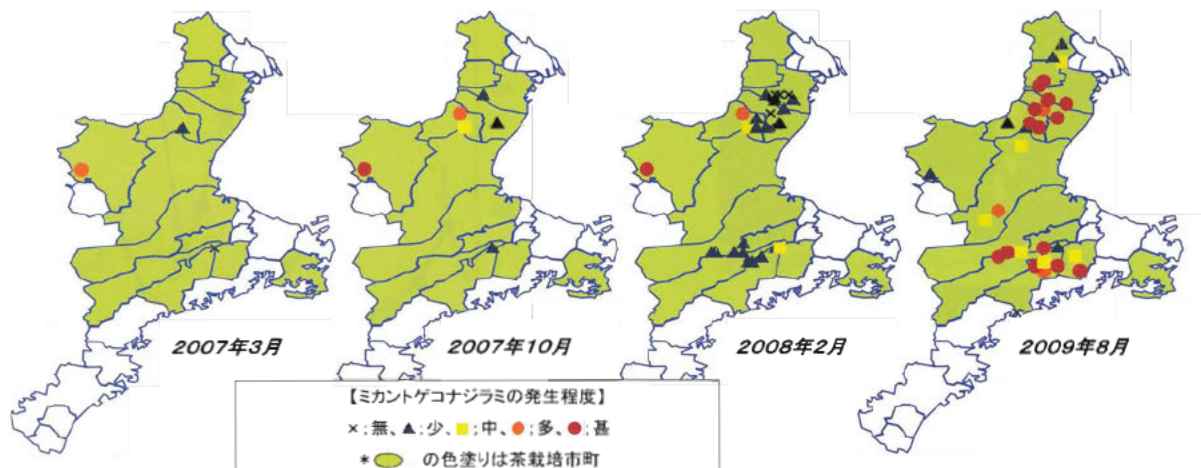 2007年3月
2007年10月
2008年2月
2009年8月
【ミカントゲコナジラミの発生程度】
×;無、▲;少、■;中、●;多、●;甚
* の色塗りは茶栽培市町